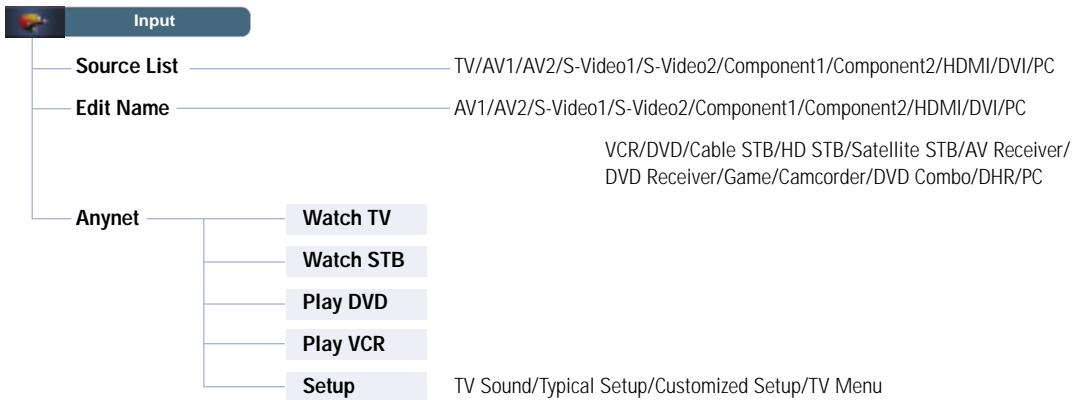 Input
Source List TV/AV1/AV2/S-Video1/S-Video2/Component1/Component2/HDMI/DVI/PC
Edit Name AV1/AV2/S-Video1/S-Video2/Component1/Component2/HDMI/DVI/PC
VCR/DVD/Cable STB/HD STB/Satellite STB/AV Receiver/
DVD Receiver/Game/Camcorder/DVD Combo/DHR/PC
Anynet Watch TV
Watch STB
Play DVD
Play VCR
Setup TV Sound/Typical Setup/Customized Setup/TV Menu